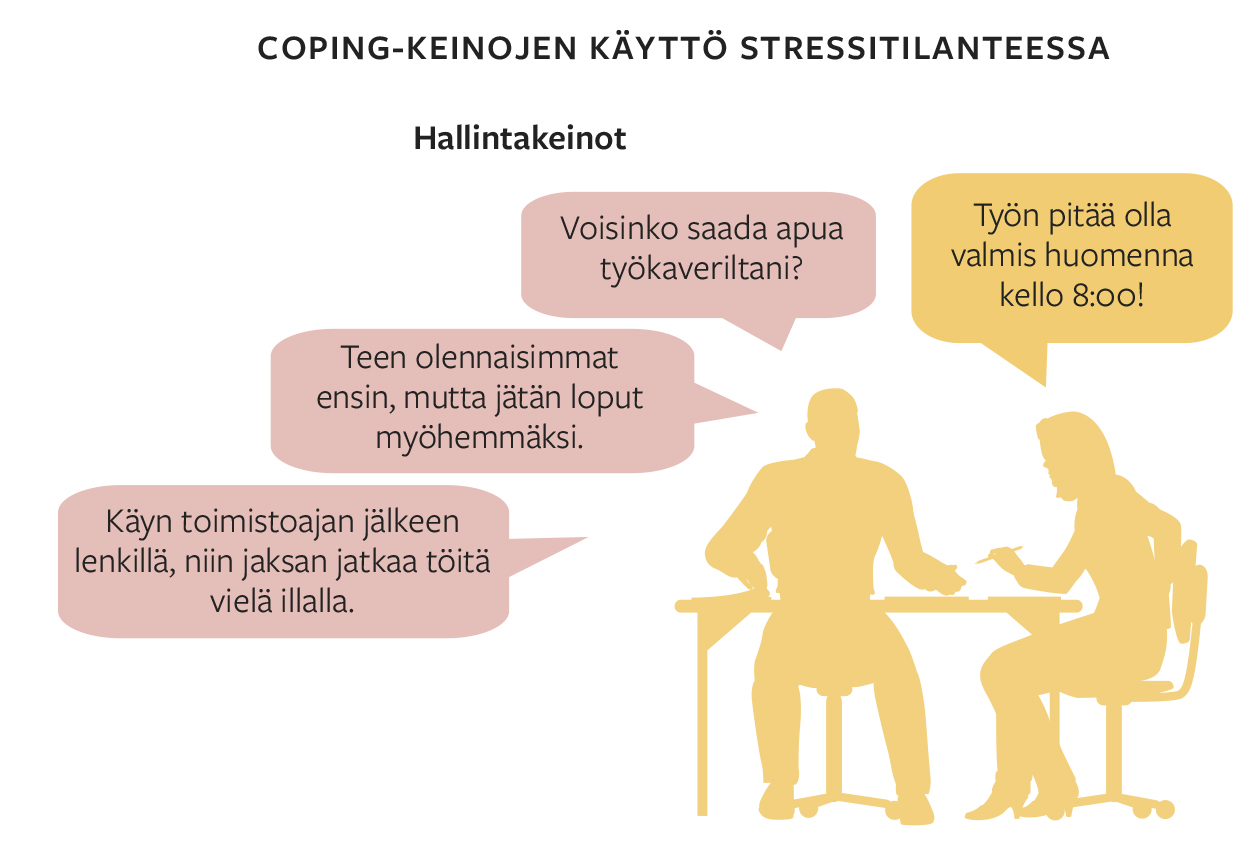 COPING-KEINOJEN KÄYTTÖ STRESSITILANTEESSA
Hallintakeinot
Voisinko saada apua
työkaveriltani?
Työn pitää olla
valmis huomenna
kello 8:00!
Teen olennaisimmat
ensin, mutta jätän loput
myöhemmäksi.
Käyn toimistoajan jälkeen
lenkillä, niin jaksan jatkaa töitä
vielä illalla.